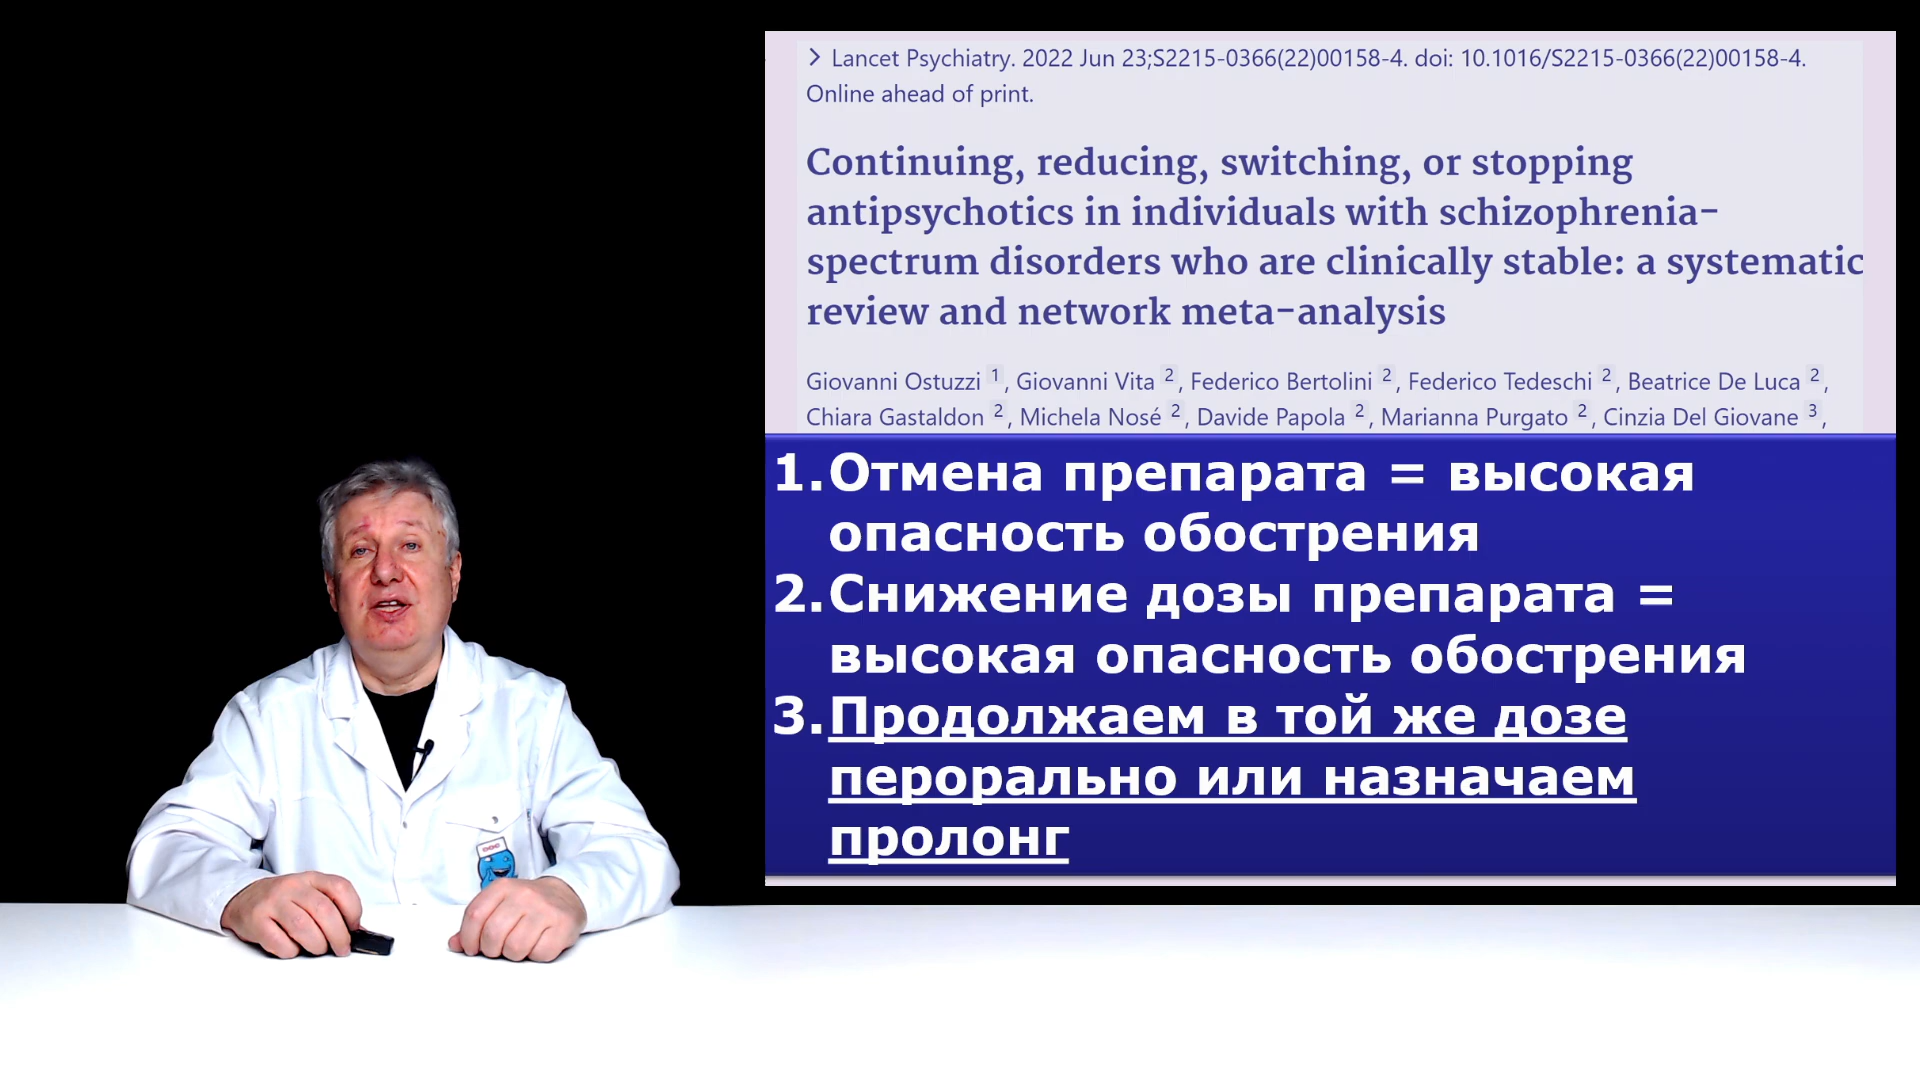 > Lancet Psychiatry. 2022 Jun 23;S2215-0366(22)00158-4. doi: 10.1016/S2215-0366(22)00158-4.
Online ahead of print.
Continuing, reducing, switching, or stopping
antipsychotics in individuals with schizophrenia-
spectrum disorders who are clinically stable: a systematic
review and network meta-analysis
Giovanni Ostuzzi 1, Giovanni Vita 2, Federico Bertolini 2, Federico Tedeschi 2, Beatrice De Luca 2,
Chiara Gastaldon 2, Michela Nosé 2, Davide Papola 2, Marianna Purgato 2, Cinzia Del Giovane 3,
1.Отмена препарата = высокая
опасность обострения
2.Снижение дозы препарата =
высокая опасность обострения
3.Продолжаем в той же дозе
перорально или назначаем
пролонг